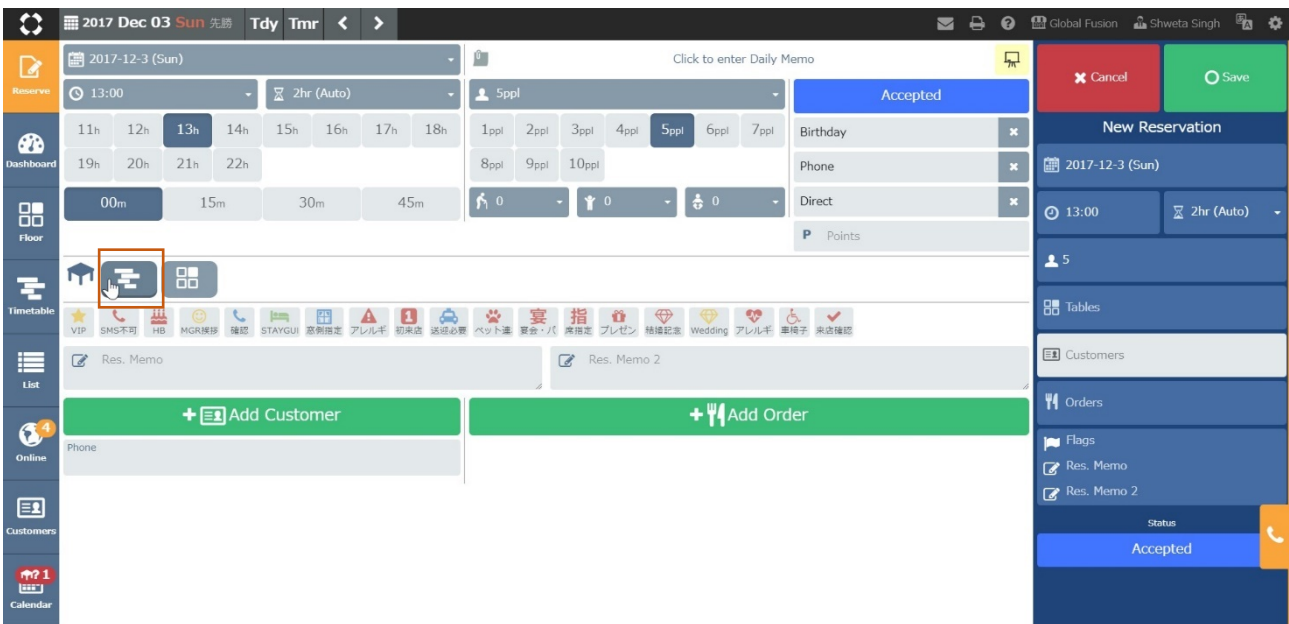 2017 Dec 03 Sun 先勝 Tdy Tmr
Global Fusion Shweta Singh
Reserve
Dashboard
Floor
Timetable
List
4
Online
Customers
1
Calendar
2017-12-3 (Sun)
13:00 2hr (Auto)
11h 12h 13h 14h 15h 16h 17h 18h
19h 20h 21h 22h
00m 15m 30m 45m
Click to enter Daily Memo
5ppl
1ppl 2ppl 3ppl 4ppl 5ppl 6ppl 7ppl
8ppl 9ppl 10ppl
0 0 0
Accepted
Birthday
Phone
Direct
P Points
VIP SMS不可 HB MGR挨拶 確認 STAYGUI 窓側指定 アレルギ 初来店 送迎必要 ペット連 宴会・パ 席指定 プレゼン 結婚記念 Wedding アレルギ 車椅子 来店確認
1 宴 指
Res. Memo Res. Memo 2
Add Customer Add Order
Phone
Cancel Save
New Reservation
2017-12-3 (Sun)
13:00 2hr (Auto)
5
Tables
Customers
Orders
Flags
Res. Memo
Res. Memo 2
Status
Accepted